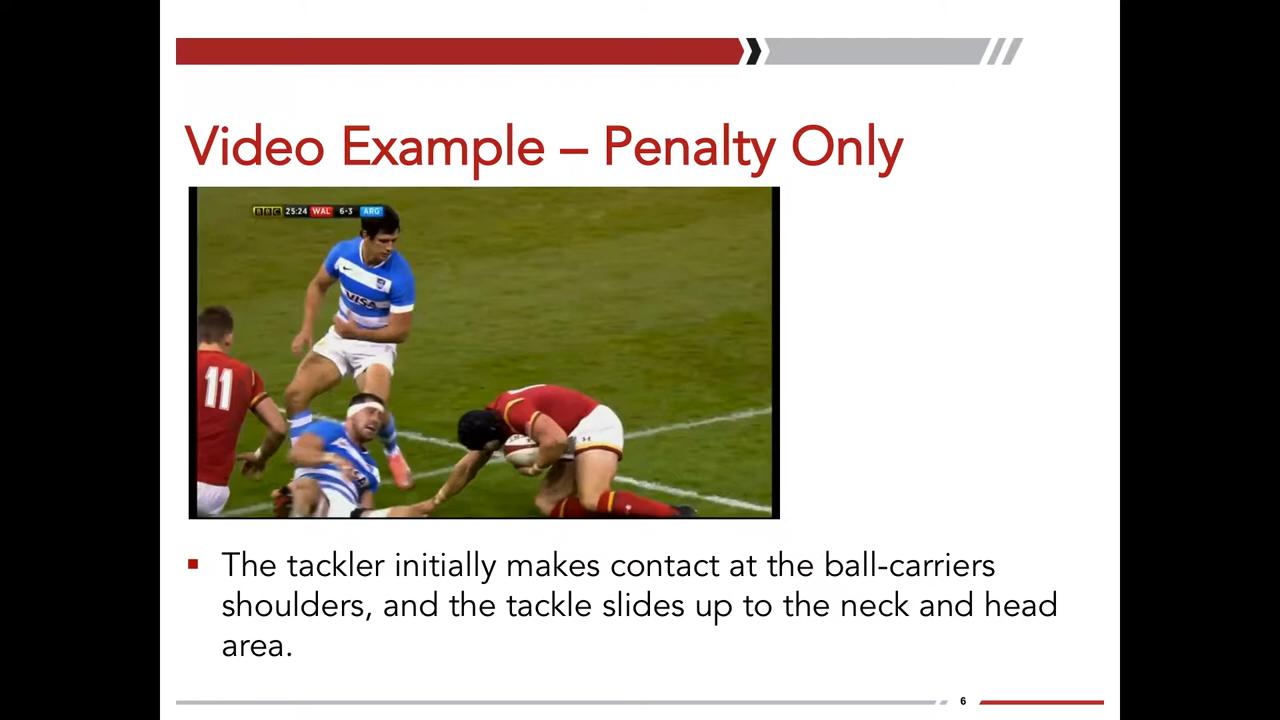 Video Example – Penalty Only
BBC 25:24 WAL 6-3 ARG
VISA
11
The tackler initially makes contact at the ball-carriers
shoulders, and the tackle slides up to the neck and head
area.
6